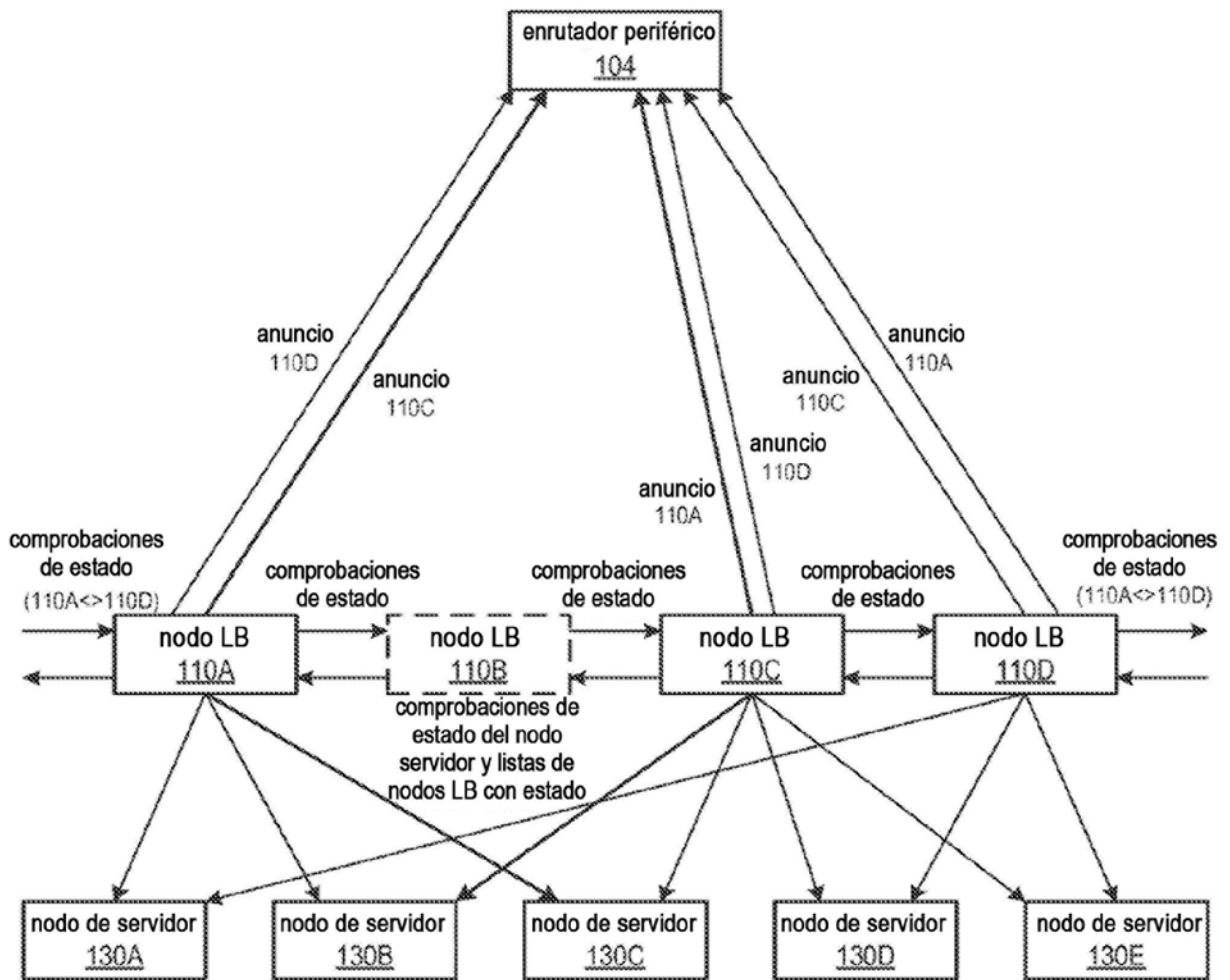 enrutador periférico
104
anuncio
110D
anuncio
110C
anuncio
110A
anuncio
110D
anuncio
110C
anuncio
110A
comprobaciones
de estado
(110A<>110D)
comprobaciones
de estado
comprobaciones
de estado
comprobaciones
de estado
comprobaciones
de estado
(110A<>110D)
nodo LB
110A
nodo LB
110B
nodo LB
110C
nodo LB
110D
comprobaciones de
estado del nodo
servidor y listas de
nodos LB con estado
nodo de servidor
130A
nodo de servidor
130B
nodo de servidor
130C
nodo de servidor
130D
nodo de servidor
130E